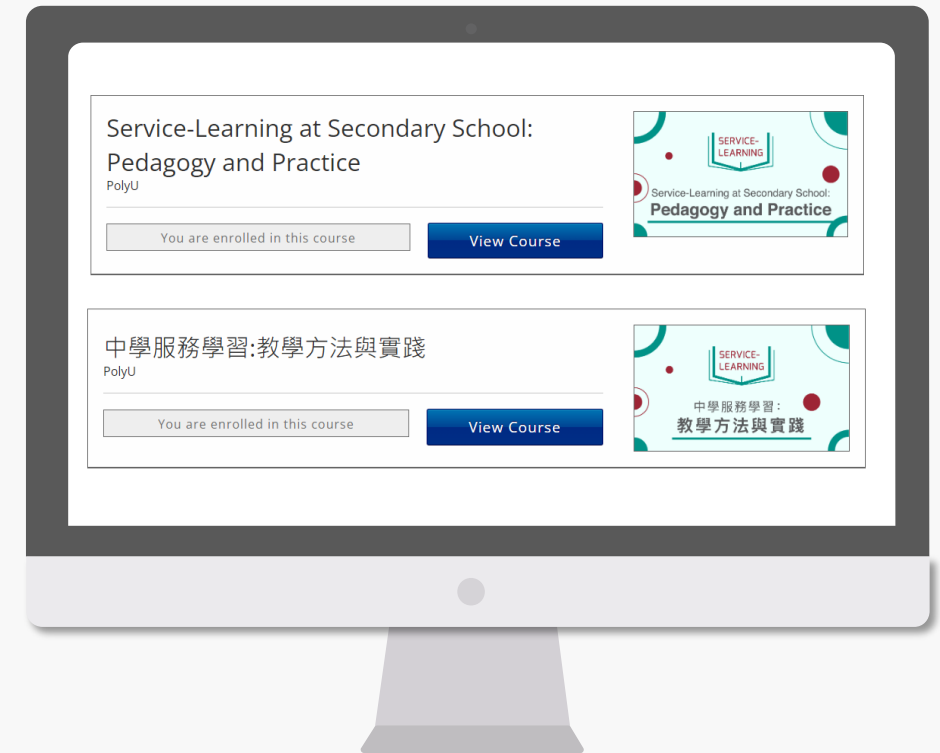 Service-Learning at Secondary School:
Pedagogy and Practice
PolyU
You are enrolled in this course
View Course
SERVICE-
LEARNING
Service-Learning at Secondary School:
Pedagogy and Practice
中學服務學習:教學方法與實踐
PolyU
You are enrolled in this course
View Course
SERVICE-
LEARNING
中學服務學習：
教學方法與實踐